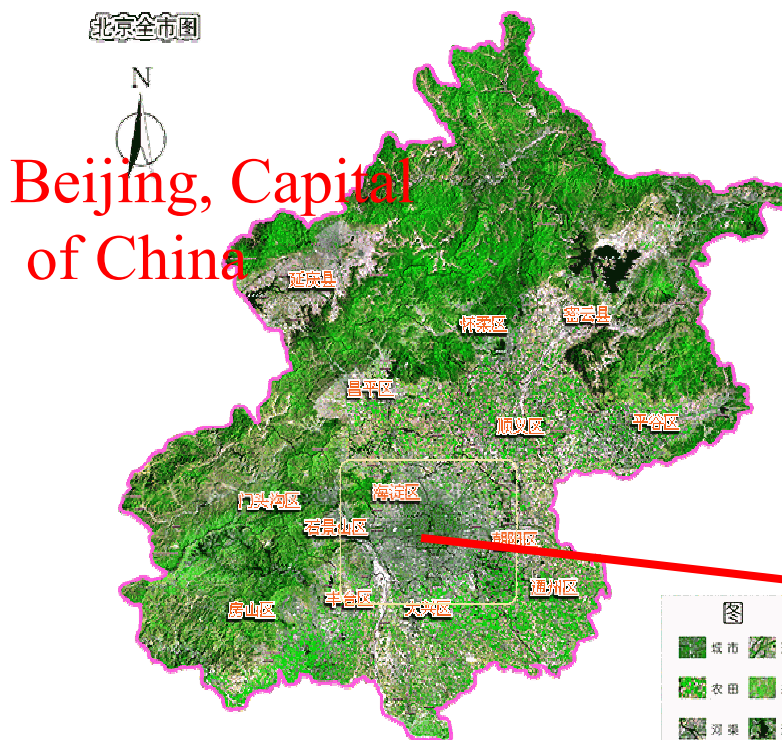 北京全市图
N
Beijing, Capital
of China
延庆县
怀柔区
密云县
昌平区
顺义区
平谷区
海淀区
门头沟区
石景山区
朝阳区
通州区
丰台区
房山区
大兴区
图
城市
农田
河渠